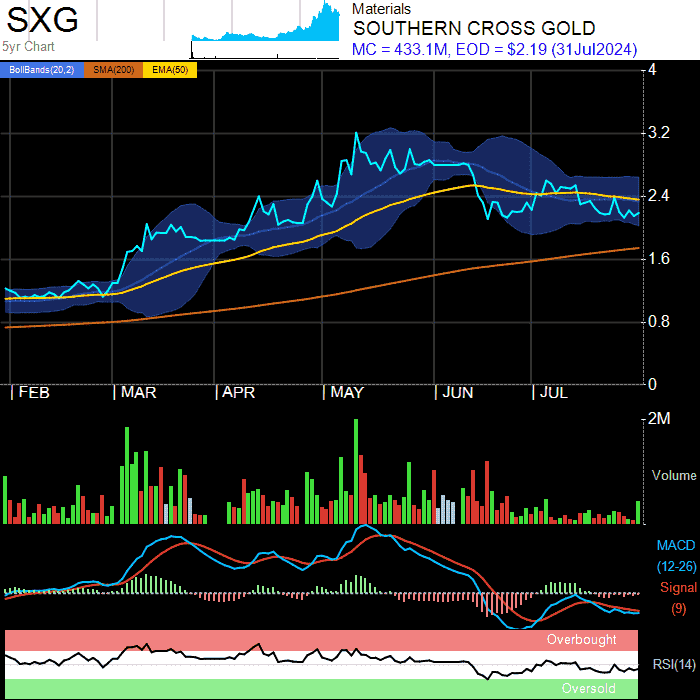 SXG
5yr Chart
Materials
SOUTHERN CROSS GOLD
MC = 433.1M, EOD = $2.19 (31Jul2024)
BollBands(20,2) SMA(200) EMA(50)
4
3.2
2.4
1.6
0.8
0
FEB MAR APR MAY JUN JUL
2M
Volume
MACD
(12-26)
Signal
(9)
Overbought
RSI(14)
Oversold